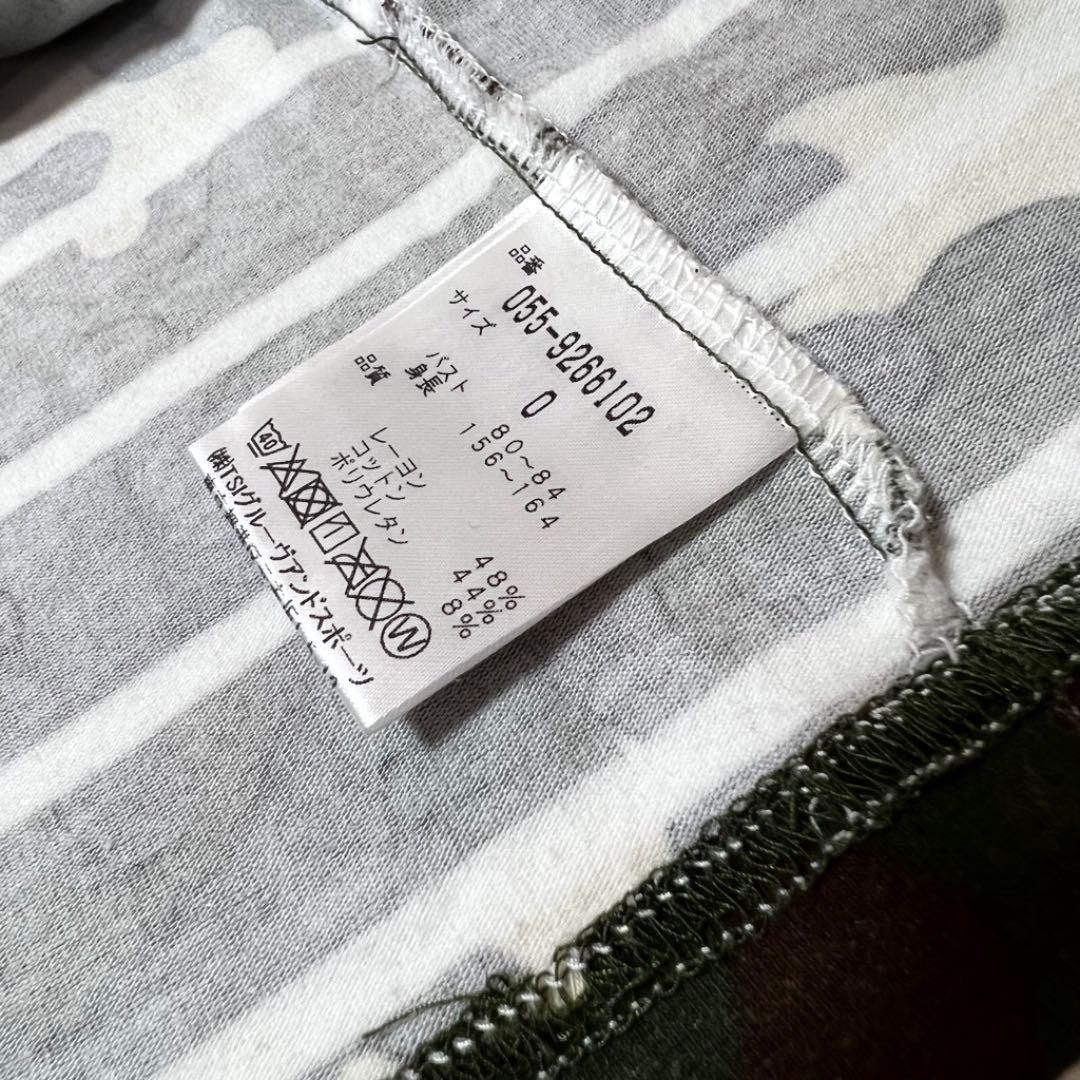 品番
055-9266102
サイズ 0
バスト 80~84
身長 156~164
品質
レーヨン 48%
コットン 44%
ポリウレタン 8%
40
W
㈱TSIグルーヴアンドスポーツ